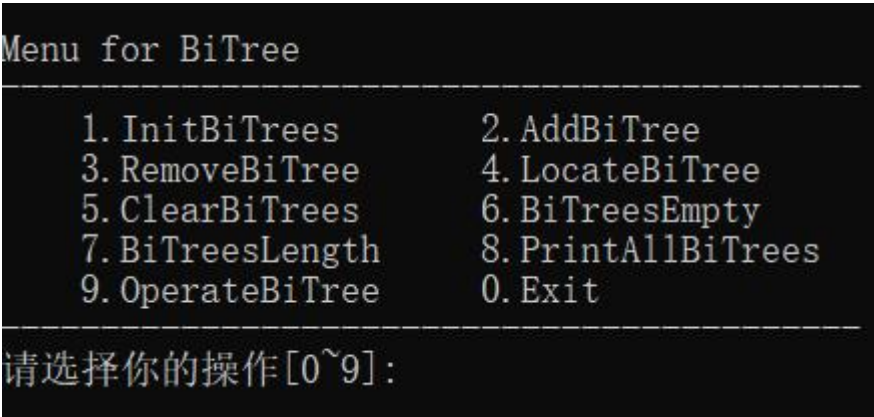 Menu for BiTree
1.InitBiTrees 2.AddBiTree
3.RemoveBiTree 4.LocateBiTree
5.ClearBiTrees 6.BiTreesEmpty
7.BiTreesLength 8.PrintAllBiTrees
9.OperateBiTree 0.Exit
请选择你的操作[0~9]: